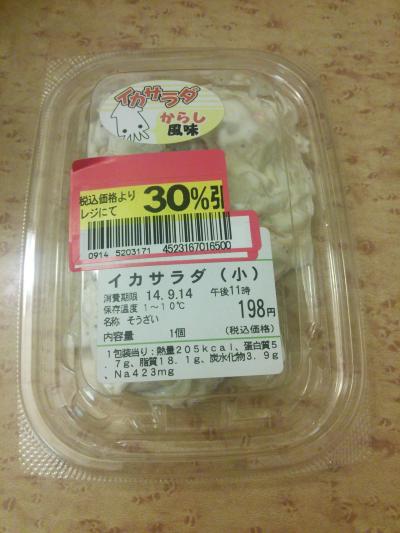 イカサラダ
からし
風味
税込価格より
レジにて
30%引
0914 5203171 4523167016500
イカサラダ(小)
消費期限 14.9.14 午後11時
保存温度 1~10℃
198円
名称 そうざい
内容量 1個 (税込価格)
1包装当り:熱量205kcal、蛋白質5
.7g、脂質18.1g、炭水化物3.9g
、Na423mg